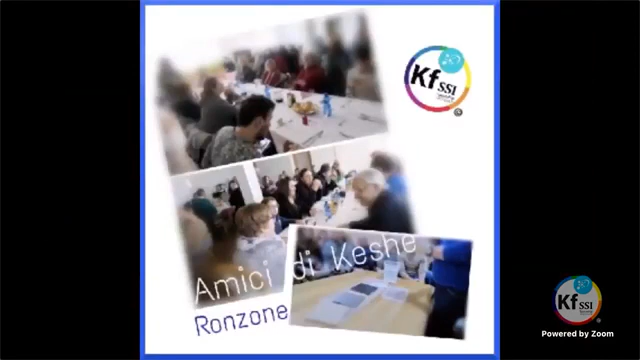 Kf
SSI
Amici di Keshe
Ronzone
Kf
SSI
Powered by Zoom